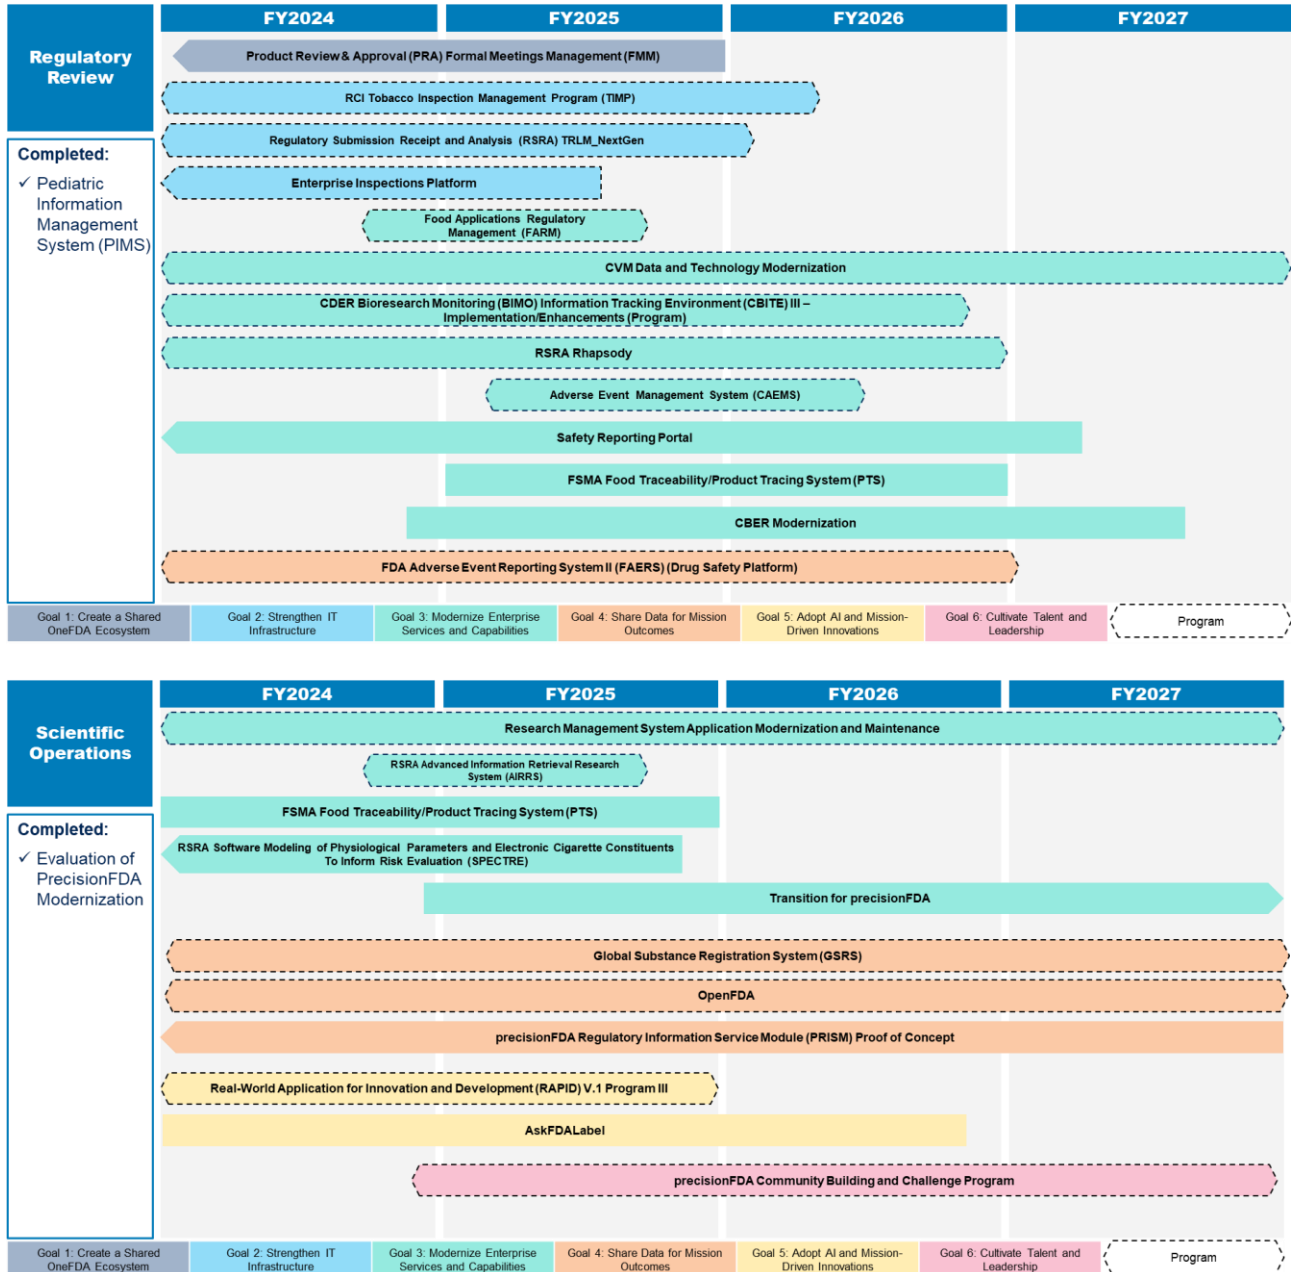 FY2024 FY2025 FY2026 FY2027
Regulatory
Review
Product Review & Approval (PRA) Formal Meetings Management (FMM)
RCI Tobacco Inspection Management Program (TIMP)
Regulatory Submission Receipt and Analysis (RSRA) TRLM_NextGen
Completed:
✓ Pediatric
Information
Management
System (PIMS)
Enterprise Inspections Platform
Food Applications Regulatory
Management (FARM)
CVM Data and Technology Modernization
CDER Bioresearch Monitoring (BIMO) Information Tracking Environment (CBITE) III –
Implementation/Enhancements (Program)
RSRA Rhapsody
Adverse Event Management System (CAEMS)
Safety Reporting Portal
FSMA Food Traceability/Product Tracing System (PTS)
CBER Modernization
FDA Adverse Event Reporting System II (FAERS) (Drug Safety Platform)
Goal 1: Create a Shared
OneFDA Ecosystem
Goal 2: Strengthen IT
Infrastructure
Goal 3: Modernize Enterprise
Services and Capabilities
Goal 4: Share Data for Mission
Outcomes
Goal 5: Adopt AI and Mission-
Driven Innovations
Goal 6: Cultivate Talent and
Leadership
Program
FY2024 FY2025 FY2026 FY2027
Scientific
Operations
Research Management System Application Modernization and Maintenance
RSRA Advanced Information Retrieval Research
System (AIRRS)
FSMA Food Traceability/Product Tracing System (PTS)
Completed:
✓ Evaluation of
PrecisionFDA
Modernization
RSRA Software Modeling of Physiological Parameters and Electronic Cigarette Constituents
To Inform Risk Evaluation (SPECTRE)
Transition for precisionFDA
Global Substance Registration System (GSRS)
OpenFDA
precisionFDA Regulatory Information Service Module (PRISM) Proof of Concept
Real-World Application for Innovation and Development (RAPID) V.1 Program III
AskFDALabel
precisionFDA Community Building and Challenge Program
Goal 1: Create a Shared
OneFDA Ecosystem
Goal 2: Strengthen IT
Infrastructure
Goal 3: Modernize Enterprise
Services and Capabilities
Goal 4: Share Data for Mission
Outcomes
Goal 5: Adopt AI and Mission-
Driven Innovations
Goal 6: Cultivate Talent and
Leadership
Program